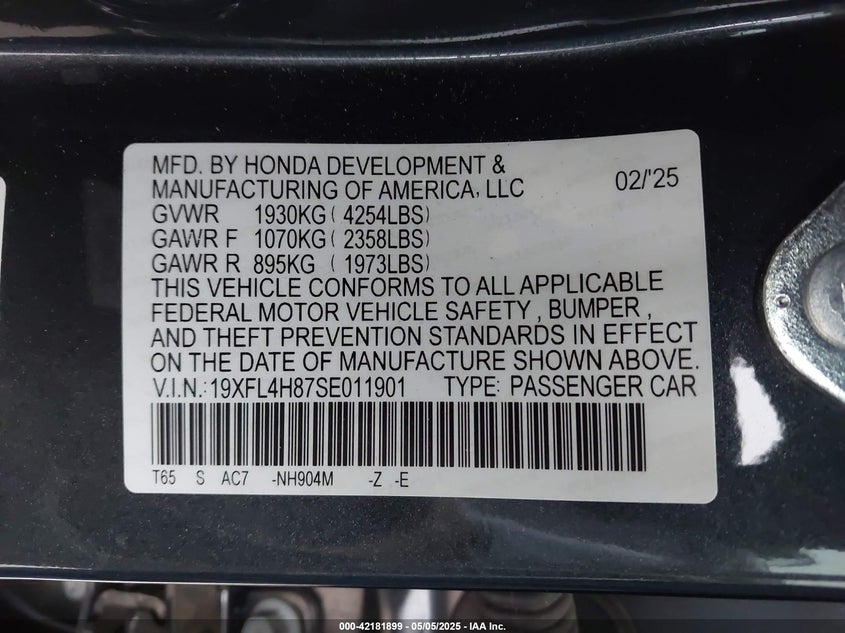 MFD. BY HONDA DEVELOPMENT &
MANUFACTURING OF AMERICA, LLC 02/'25
GVWR 1930KG ( 4254LBS)
GAWR F 1070KG ( 2358LBS)
GAWR R 895KG ( 1973LBS)
THIS VEHICLE CONFORMS TO ALL APPLICABLE
FEDERAL MOTOR VEHICLE SAFETY , BUMPER ,
AND THEFT PREVENTION STANDARDS IN EFFECT
ON THE DATE OF MANUFACTURE SHOWN ABOVE.
V.I.N.: 19XFL4H87SE011901 TYPE: PASSENGER CAR
T65 S AC7 -NH904M -Z -E
000-42181899 - 05/05/2025 - IAA Inc.